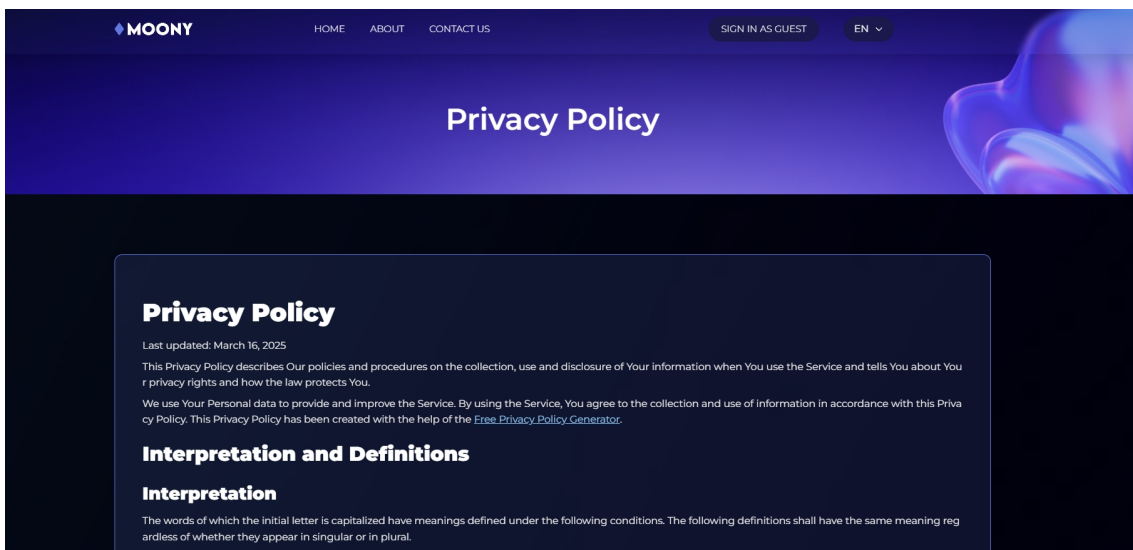 MOONY
HOME ABOUT CONTACT US SIGN IN AS GUEST EN
Privacy Policy
Privacy Policy
Last updated: March 16, 2025
This Privacy Policy describes Our policies and procedures on the collection, use and disclosure of Your information when You use the Service and tells You about You
r privacy rights and how the law protects You.
We use Your Personal data to provide and improve the Service. By using the Service, You agree to the collection and use of information in accordance with this Priva
cy Policy. This Privacy Policy has been created with the help of the Free Privacy Policy Generator.
Interpretation and Definitions
Interpretation
The words of which the initial letter is capitalized have meanings defined under the following conditions. The following definitions shall have the same meaning reg
ardless of whether they appear in singular or in plural.